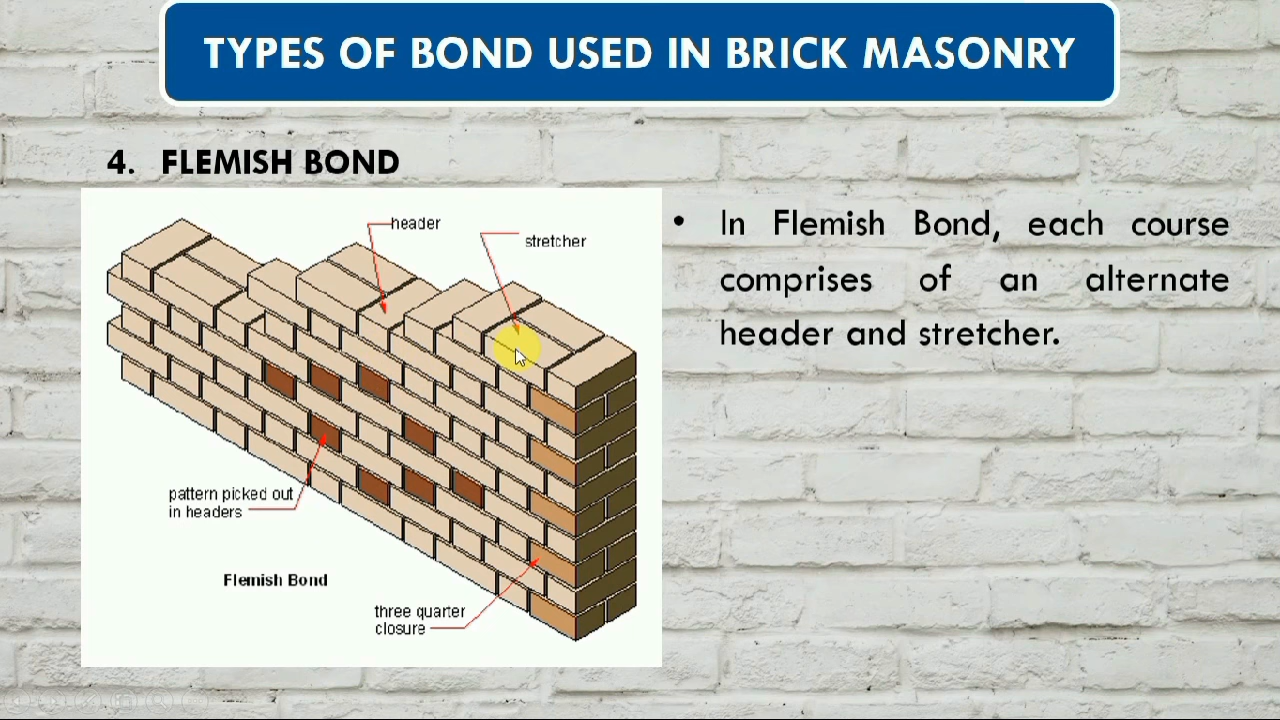 TYPES OF BOND USED IN BRICK MASONRY
4. FLEMISH BOND
header
stretcher
pattern picked out
in headers
Flemish Bond
three quarter
closure
• In Flemish Bond, each course
comprises of an alternate
header and stretcher.